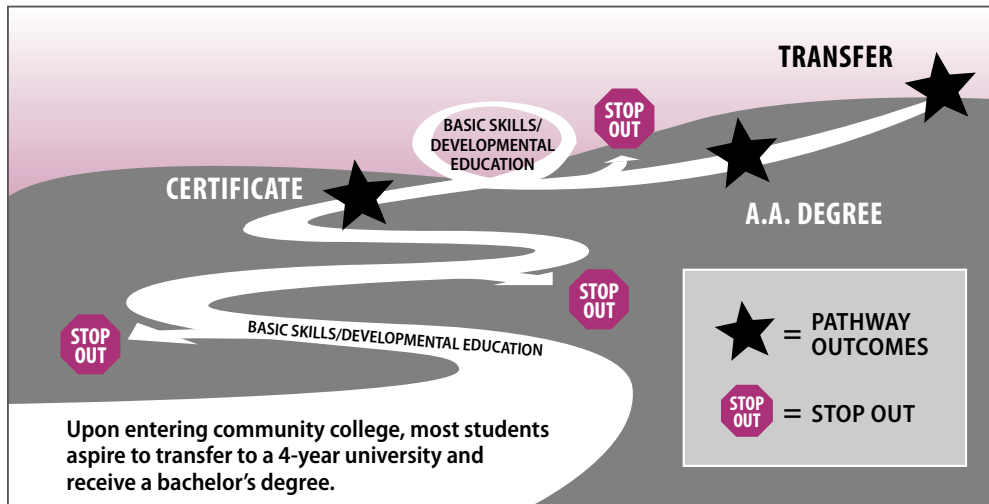 TRANSFER
STOP
OUT
BASIC SKILLS/
DEVELOPMENTAL
EDUCATION
CERTIFICATE
A.A. DEGREE
STOP
OUT
STOP
OUT
BASIC SKILLS/DEVELOPMENTAL EDUCATION
= PATHWAY
OUTCOMES
STOP
OUT
= STOP OUT
Upon entering community college, most students
aspire to transfer to a 4-year university and
receive a bachelor's degree.